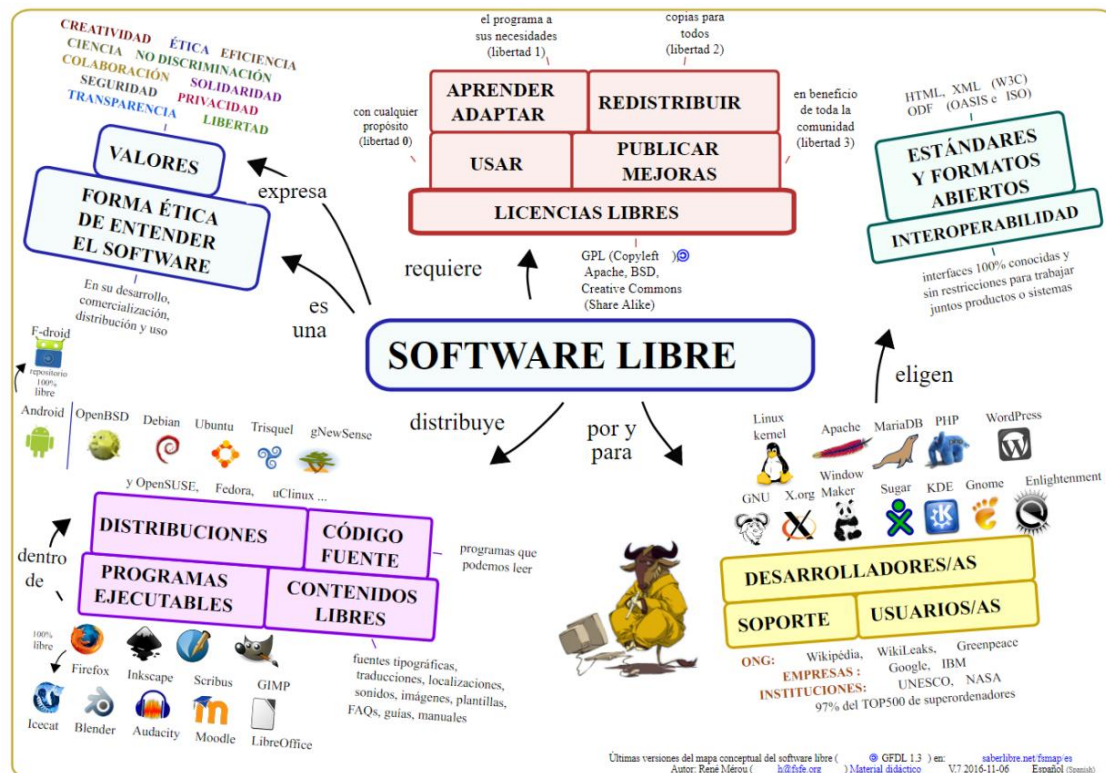 CREATIVIDAD ÉTICA EFICIENCIA
CIENCIA NO DISCRIMINACIÓN
COLABORACIÓN SOLIDARIDAD
SEGURIDAD PRIVACIDAD
TRANSPARENCIA LIBERTAD
VALORES
FORMA ÉTICA
DE ENTENDER
EL SOFTWARE
En su desarrollo,
comercialización,
distribución y uso
expresa
es
una
el programa a
sus necesidades
(libertad 1)
copias para
todos
(libertad 2)
APRENDER
ADAPTAR
REDISTRIBUIR
con cualquier
propósito
(libertad 0)
USAR
PUBLICAR
MEJORAS
en beneficio
de toda la
comunidad
(libertad 3)
LICENCIAS LIBRES
GPL (Copyleft )
Apache, BSD,
Creative Commons
(Share Alike)
requiere
HTML, XML (W3C)
ODF (OASIS e ISO)
ESTÁNDARES
Y FORMATOS
ABIERTOS
INTEROPERABILIDAD
interfaces 100% conocidas y
sin restricciones para trabajar
juntos productos o sistemas
eligen
SOFTWARE LIBRE
distribuye
por y
para
F-droid
repositorio
100%
libre
Android
OpenBSD Debian Ubuntu Trisquel gNewSense
y OpenSUSE, Fedora, uClinux ...
DISTRIBUCIONES
CÓDIGO
FUENTE
programas que
podemos leer
PROGRAMAS
EJECUTABLES
CONTENIDOS
LIBRES
fuentes tipográficas,
traducciones, localizaciones,
sonidos, imágenes, plantillas,
FAQs, guías, manuales
dentro
de
100%
libre
Firefox Inkscape Scribus GIMP
Icecat Blender Audacity Moodle LibreOffice
Linux
kernel
Apache MariaDB PHP WordPress
GNU X.org Window
Maker
Sugar KDE Gnome Enlightenment
DESARROLLADORES/AS
SOPORTE
USUARIOS/AS
ONG: Wikipédia, WikiLeaks, Greenpeace
EMPRESAS : Google, IBM
INSTITUCIONES: UNESCO, NASA
97% del TOP500 de superordenadores
Últimas versiones del mapa conceptual del software libre ( GFDL 1.3 ) en: saberlibre.net/fsmap/es
Autor: René Mérou ( h@fsfe.org ) Material didáctico V.7 2016-11-06 Español (Spanish)